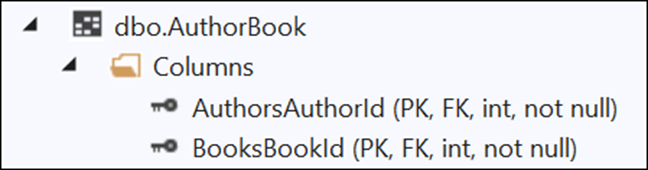 dbo.AuthorBook
Columns
AuthorsAuthorId (PK, FK, int, not null)
BooksBookId (PK, FK, int, not null)